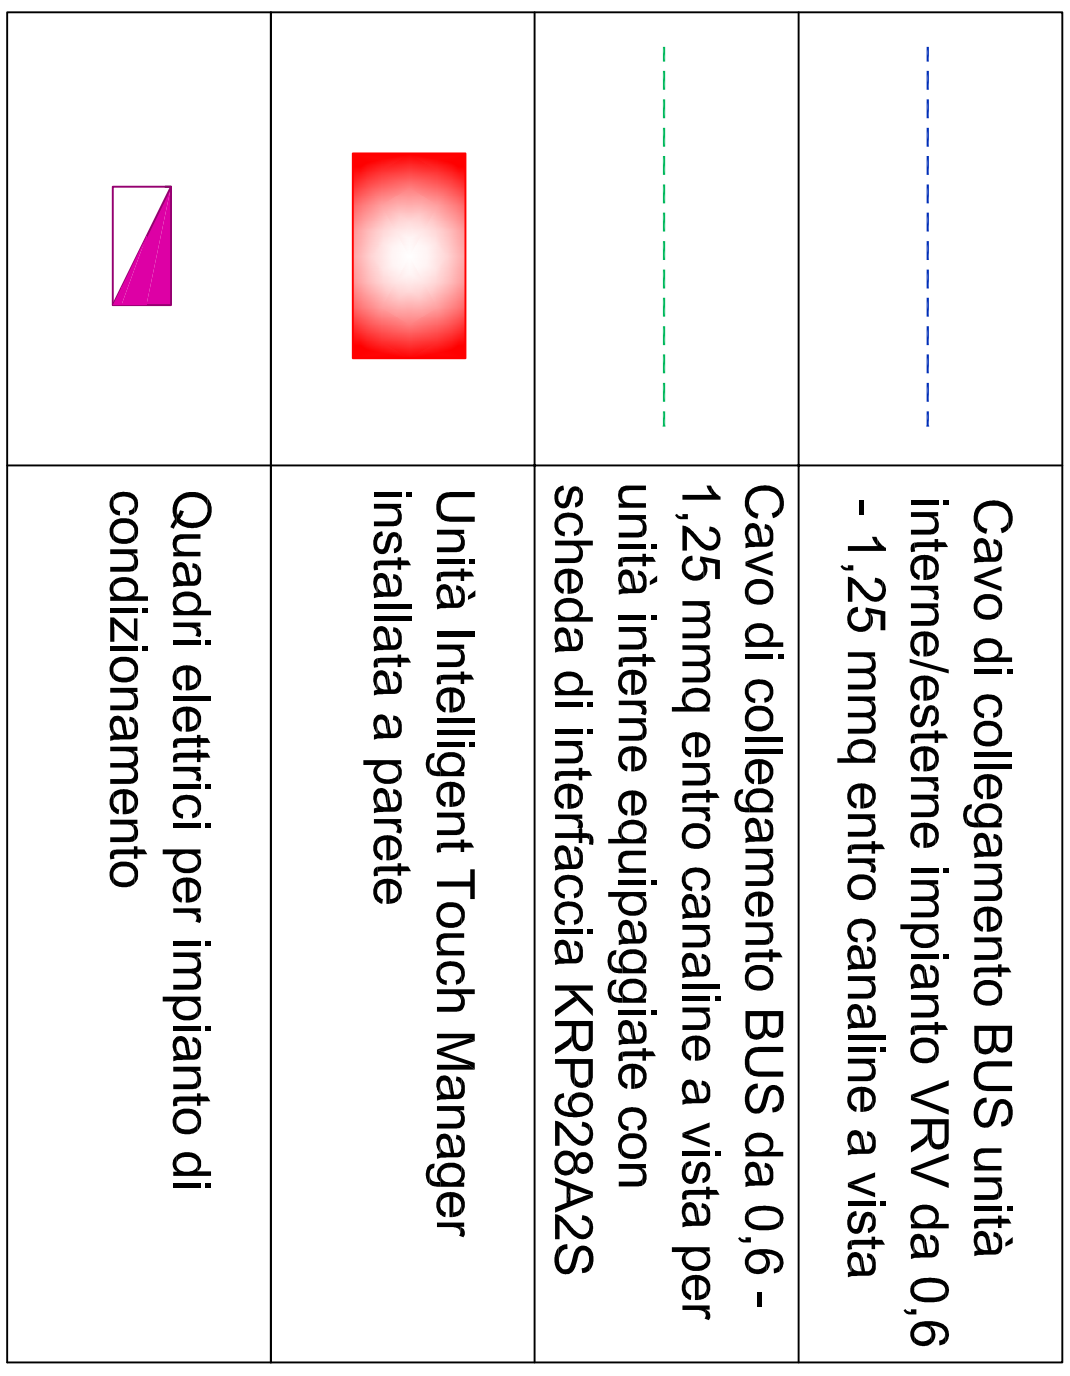 Cavo di collegamento BUS unità
interne/esterne impianto VRV da 0,6
- 1,25 mmq entro canaline a vista
Cavo di collegamento BUS da 0,6 -
1,25 mmq entro canaline a vista per
unità interne equipaggiate con
scheda di interfaccia KRP928A2S
Unità Intelligent Touch Manager
installata a parete
Quadri elettrici per impianto di
condizionamento